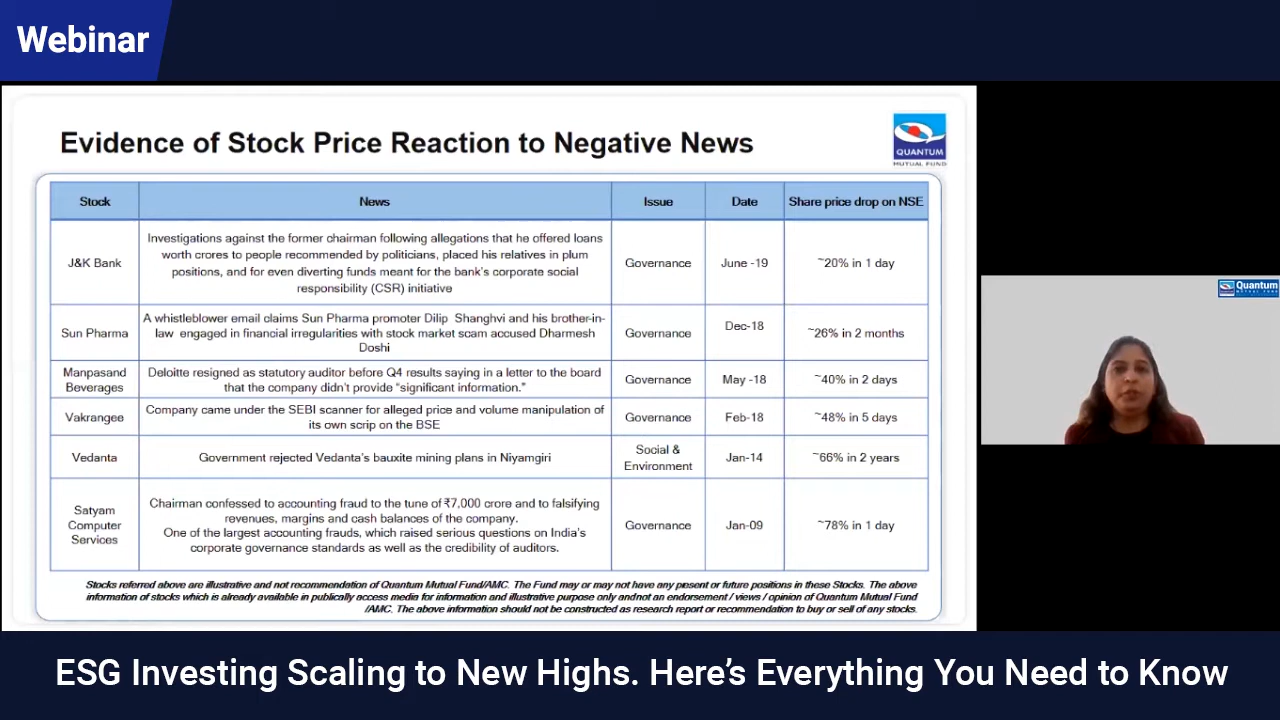 Webinar
Evidence of Stock Price Reaction to Negative News
QUANTUM
MUTUAL FUND
Stock News Issue Date Share price drop on NSE
J&K Bank
Investigations against the former chairman following allegations that he offered loans
worth crores to people recommended by politicians, placed his relatives in plum
positions, and for even diverting funds meant for the bank's corporate social
responsibility (CSR) initiative
Governance
June -19
~20% in 1 day
Sun Pharma
A whistleblower email claims Sun Pharma promoter Dilip Shanghvi and his brother-in-
law engaged in financial irregularities with stock market scam accused Dharmesh
Doshi
Governance
Dec-18
~26% in 2 months
Manpasand
Beverages
Deloitte resigned as statutory auditor before Q4 results saying in a letter to the board
that the company didn't provide “significant information.”
Governance
May -18
~40% in 2 days
Vakrangee
Company came under the SEBI scanner for alleged price and volume manipulation of
its own scrip on the BSE
Governance
Feb-18
~48% in 5 days
Vedanta
Government rejected Vedanta's bauxite mining plans in Niyamgiri
Social &
Environment
Jan-14
~66% in 2 years
Satyam
Computer
Services
Chairman confessed to accounting fraud to the tune of ₹7,000 crore and to falsifying
revenues, margins and cash balances of the company.
One of the largest accounting frauds, which raised serious questions on India's
corporate governance standards as well as the credibility of auditors.
Governance
Jan-09
~78% in 1 day
Stocks referred above are illustrative and not recommendation of Quantum Mutual Fund/AMC. The Fund may or may not have any present or future positions in these Stocks. The above
information of stocks which is already available in publically access media for information and illustrative purpose only andnot an endorsement / views / opinion of Quantum Mutual Fund
/AMC. The above information should not be constructed as research report or recommendation to buy or sell of any stocks.
Quantum
MUTUAL FUND
ESG Investing Scaling to New Highs. Here's Everything You Need to Know